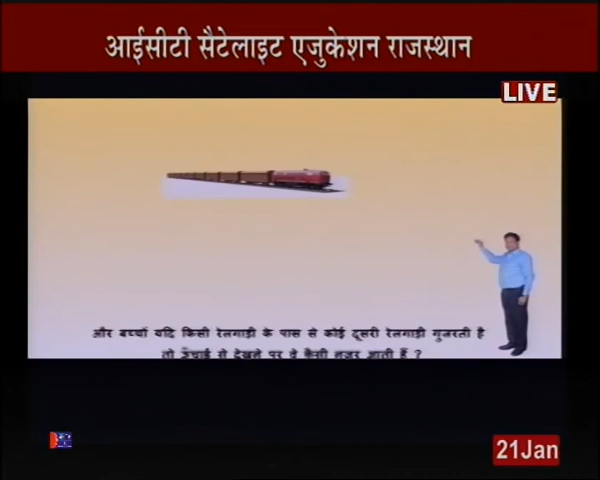 आईसीटी सैटेलाइट एजुकेशन राजस्थान
LIVE
और बच्चों यदि किसी रेलगाड़ी के पास से कोई दूसरी रेलगाड़ी गुजरती है
तो ऊँचाई से देखने पर वे कैसी नजर आती हैं ?
21Jan